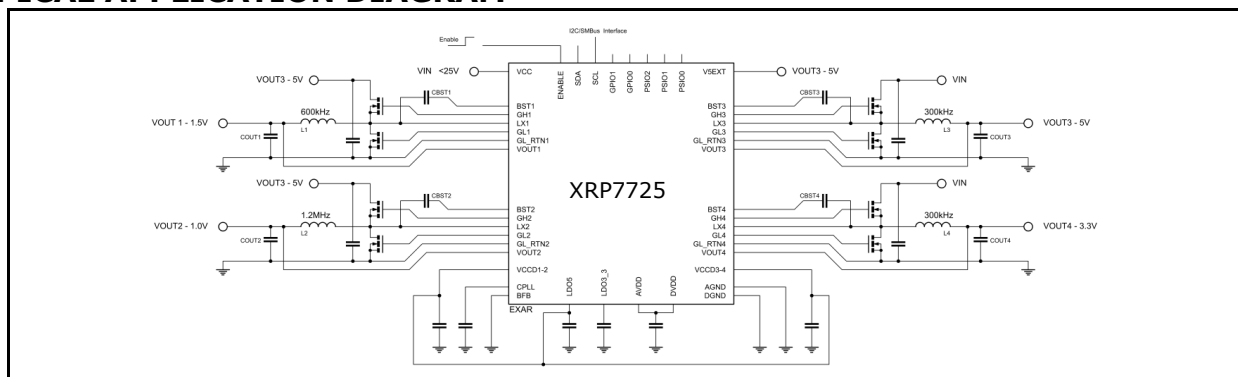 I2C/SMBus Interface
Enable
VIN <25V
VCC
ENABLE
SDA
SCL
GPIO1
GPIO0
PSIO2
PSIO1
PSIO0
V5EXT
VOUT3 - 5V
VOUT3 - 5V
CBST1
BST1
GH1
LX1
GL1
GL_RTN1
VOUT1
600kHz
L1
VOUT 1 - 1.5V
COUT1
VOUT3 - 5V
CBST2
BST2
GH2
LX2
GL2
GL_RTN2
VOUT2
1.2MHz
L2
VOUT2 - 1.0V
COUT2
XRP7725
VIN
CBST3
BST3
GH3
LX3
GL3
GL_RTN3
VOUT3
300kHz
L3
VOUT3 - 5V
COUT3
VIN
CBST4
BST4
GH4
LX4
GL4
GL_RTN4
VOUT4
300kHz
L4
VOUT4 - 3.3V
COUT4
VCCD1-2
CPLL
BFB
LDO5
LDO3_3
AVDD
DVDD
VCCD3-4
AGND
DGND
EXAR